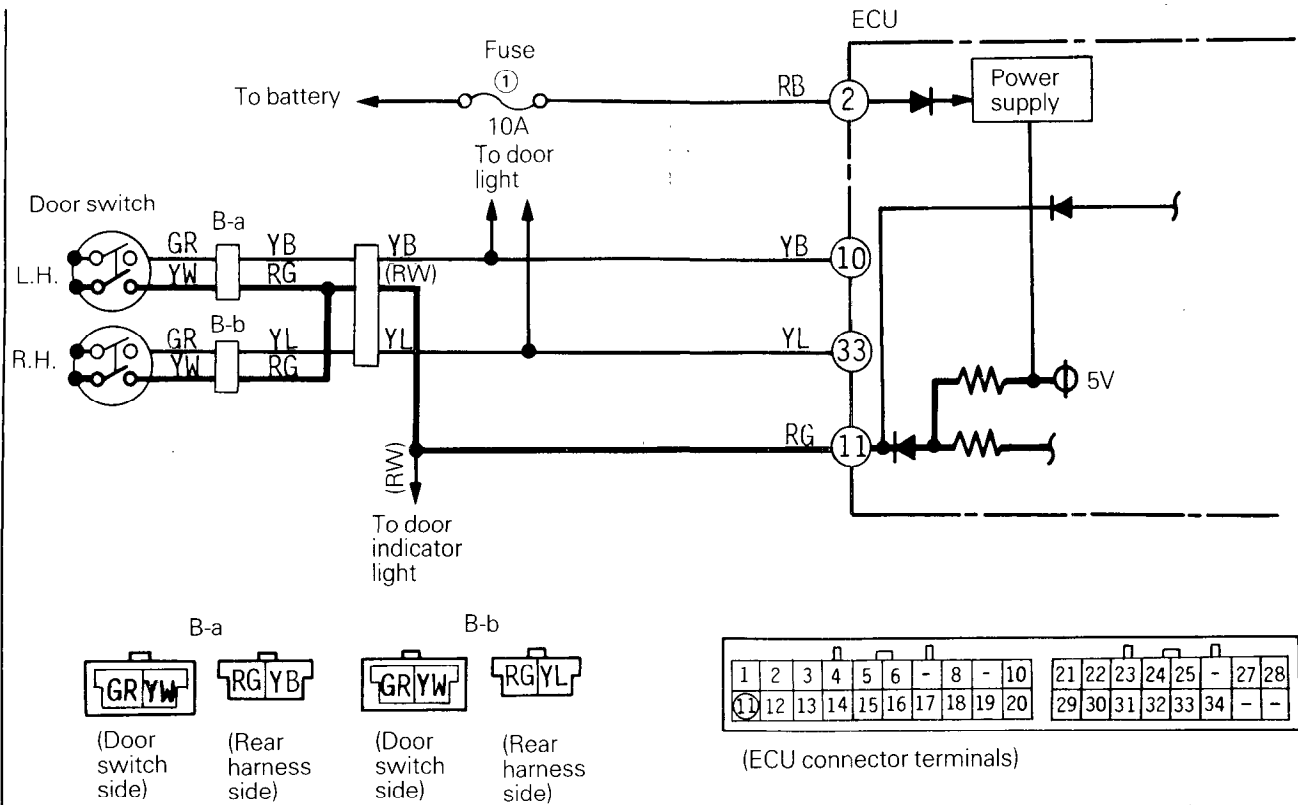 ECU
Fuse
①
To battery
10A
RB
2
Power
supply
To door
light
Door switch
B-a
L.H.
GR
YB
YB
YB
10
YW
RG
(RW)
R.H.
GR
B-b
YL
YL
YL
33
YW
RG
5V
RG
11
(RW)
To door
indicator
light
B-a
B-b
GR YW
RG YB
GR YW
RG YL
(Door
switch
side)
(Rear
harness
side)
(Door
switch
side)
(Rear
harness
side)
1 2 3 4 5 6 - 8 - 10
11 12 13 14 15 16 17 18 19 20
21 22 23 24 25 - 27 28
29 30 31 32 33 34 - -
(ECU connector terminals)